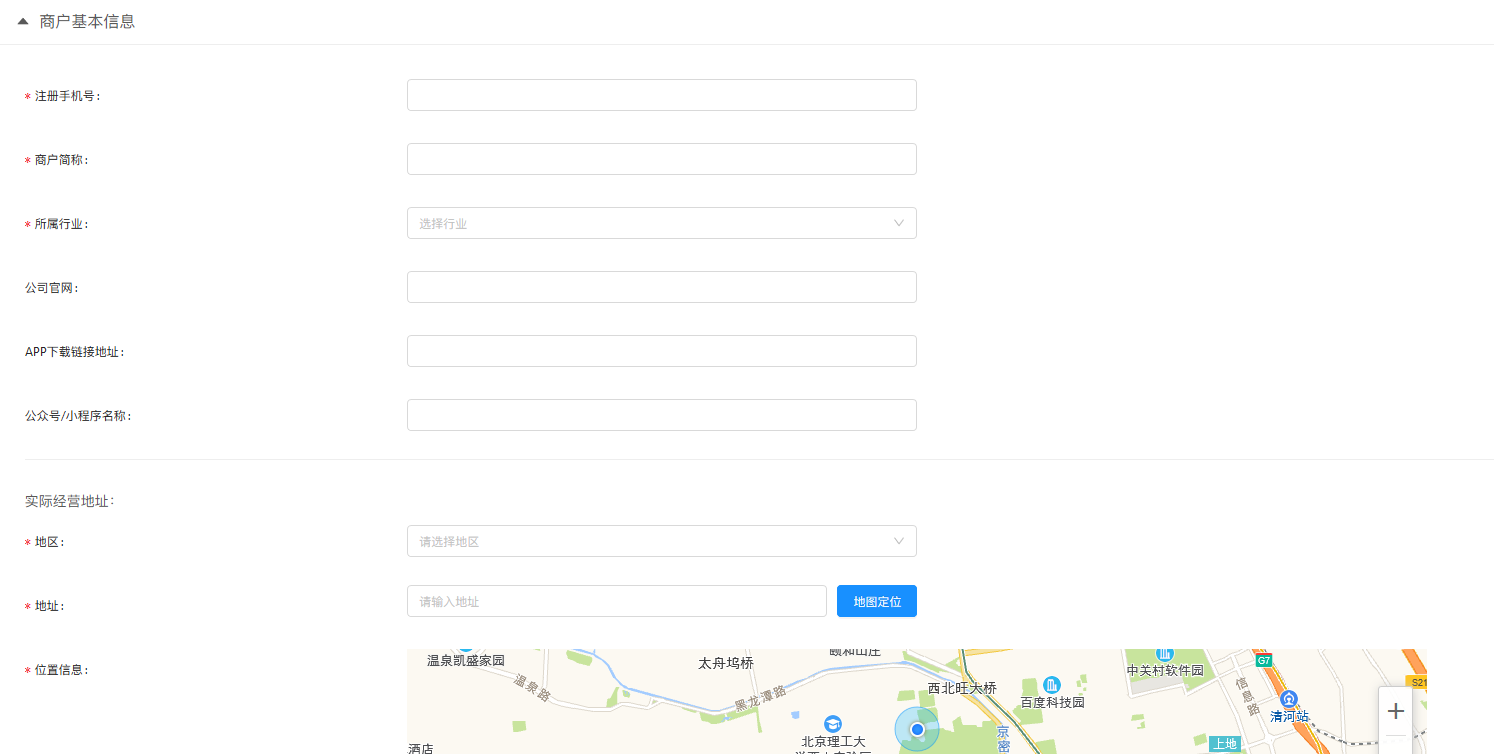 商户基本信息
* 注册手机号:
* 商户简称:
* 所属行业:
选择行业
公司官网:
APP下载链接地址:
公众号/小程序名称:
实际经营地址:
* 地区:
请选择地区
* 地址:
请输入地址
地图定位
* 位置信息:
温泉凯盛家园
太舟坞桥
颐和山庄
中关村软件园
G7
温泉路
黑龙潭路
西北旺大桥
百度科技园
信息路
S21
清河站
北京理工大
京密
上地
酒店